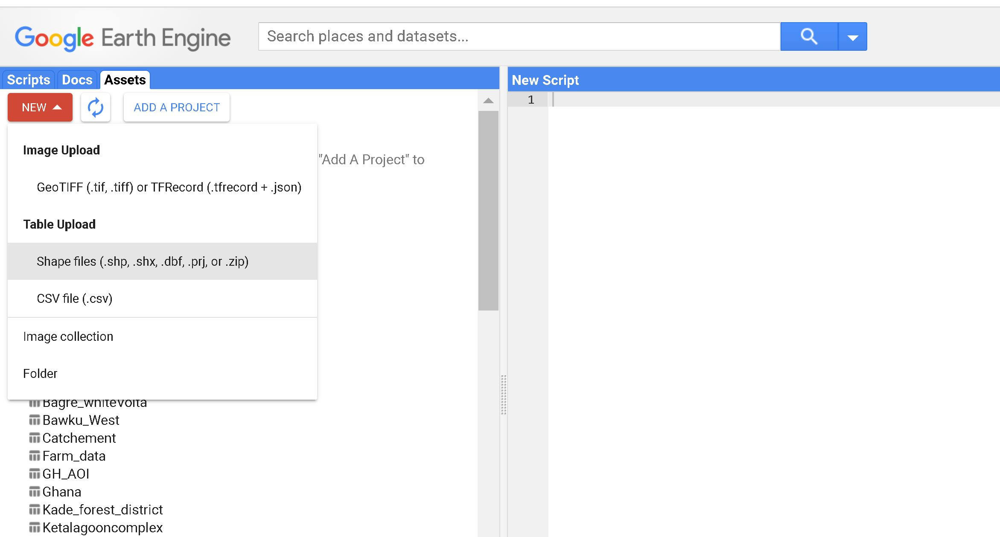 Google Earth Engine
Search places and datasets...
Scripts Docs Assets
New Script
NEW
ADD A PROJECT
1
Image Upload
"Add A Project" to
GeoTIFF (.tif, .tiff) or TFRecord (.tfrecord + .json)
Table Upload
Shape files (.shp, .shx, .dbf, .prj, or .zip)
CSV file (.csv)
Image collection
Folder
Bagre_whiteVolta
Bawku_West
Catchement
Farm_data
GH_AOI
Ghana
Kade_forest_district
Ketalagooncomplex